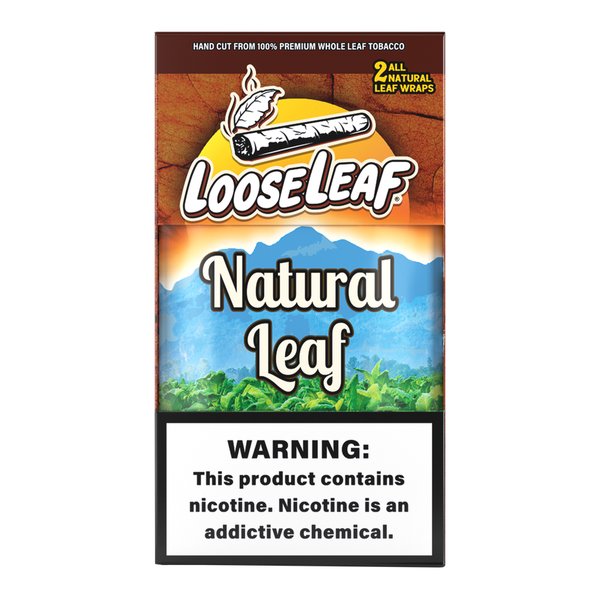 HAND CUT FROM 100% PREMIUM WHOLE LEAF TOBACCO
2 ALL
NATURAL
LEAF WRAPS
LOOSELEAF®
Natural
Leaf
WARNING:
This product contains
nicotine. Nicotine is an
addictive chemical.